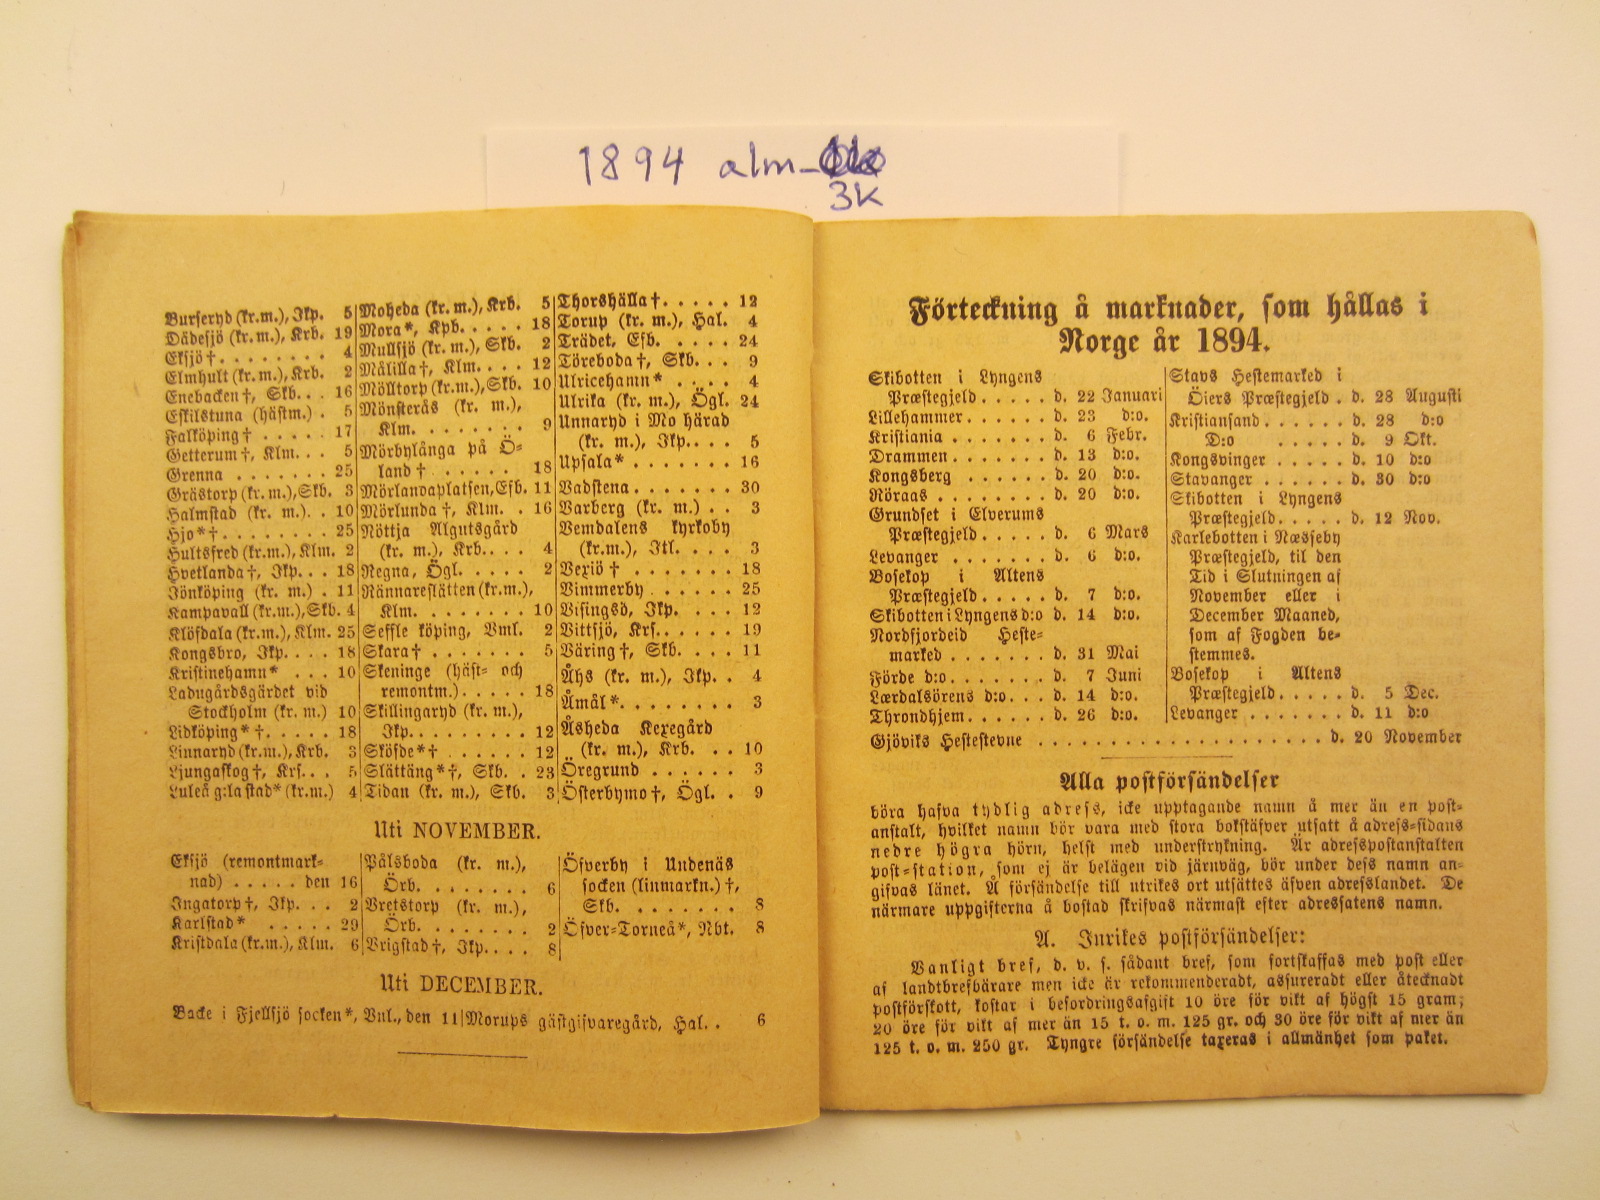 1894 alm-
3K
Burseryd (kr.m.), Jkp. 5
Dädesjö (kr.m.), Krb. 19
Eksjö † . . . . . . . . 4
Elmhult (kr.m.), Krb. 2
Enebacken †, Skb. . . 16
Eskilstuna (hästm.) . 5
Falköping † . . . . . . 17
Getterum †, Klm. . . . 5
Grenna . . . . . . . . 25
Grästorp (kr.m.), Skb. 3
Halmstad (kr. m.). . 10
Hjo * † . . . . . . . . 25
Hultsfred (kr.m.), Klm. 2
Hvetlanda †, Jkp. . . 18
Jönköping (kr. m.) . 11
Kampavall (kr.m.), Skb. 4
Klöfdala (kr.m.), Klm. 25
Kongsbro, Jkp. . . . 18
Kristinehamn * . . . 10
Ladugårdsgärdet vid
Stockholm (kr. m.) 10
Lidköping * †. . . . . 18
Linnaryd (kr.m.), Krb. 3
Ljungaskog †, Krs. . . 5
Luleå g:la stad * (kr.m.) 4
Moheda (kr. m.), Krb. 5
Mora *, Kpb. . . . . . 18
Mullsjö (kr. m.), Skb. 2
Målilla †, Klm. . . . . 12
Mölltorp (kr.m.), Skb. 10
Mönsterås (kr. m.),
Klm. . . . . . . . . 9
Mörbylånga på Ö-
land † . . . . . . 18
Mörlandaplatsen, Esb. 11
Mörlunda †, Klm. . 16
Nöttja Algutsgård
(kr. m.), Krb. . . . 4
Regna, Ögl. . . . . . 2
Rännareslätten (kr.m.),
Klm. . . . . . . . 10
Seffle köping, Vml. 2
Skara † . . . . . . . 5
Skeninge (häst- och
remontm.) . . . . . 18
Skillingaryd (kr. m.),
Jkp. . . . . . . . . 12
Sköfde * † . . . . . . 12
Slättäng * †, Skb. . 23
Tidan (kr. m.), Skb. 3
Thorshälla †. . . . . 12
Torup (kr. m.), Hal. 4
Trädet, Esb. . . . . 24
Töreboda †, Skb. . . 9
Ulricehamn * . . . . 4
Ulrika (kr. m.), Ögl. 24
Unnaryd i Mo härad
(kr. m.), Jkp. . . . 5
Upsala * . . . . . . . 16
Vadstena. . . . . . . 30
Varberg (kr. m.) . . 3
Vemdalens kyrkoby
(kr.m.), Jtl. . . . 3
Vexiö † . . . . . . . 18
Vimmerby . . . . . . 25
Visingsö, Jkp. . . . 12
Vittsjö, Krs. . . . . . 19
Väring †, Skb. . . . . 11
Åhs (kr. m.), Jkp. . 4
Åmål *. . . . . . . . 3
Åsheda Kexegård
(kr. m.), Krb. . . 10
Öregrund . . . . . . 3
Österbymo †, Ögl. . 9
Uti NOVEMBER.
Eksjö (remontmark-
nad) . . . . . den 16
Ingatorp †, Jkp. . . . 2
Karlstad * . . . . . 29
Kristdala (kr.m.), Klm. 6
Pålsboda (kr. m.),
Örb. . . . . . . . . 6
Vretstorp (kr. m.),
Örb. . . . . . . . . 2
Vrigstad †, Jkp. . . . 8
Öfverby i Undenäs
socken (linmarkn.) †,
Skb. . . . . . . . . 8
Öfver-Torneå *, Nbt. 8
Uti DECEMBER.
Backe i Fjellsjö socken *, Vnl., den 11 Morups gästgifvaregård, Hal. . 6
Förteckning å marknader, som hållas i
Norge år 1894.
Skibotten i Lyngens
Præstegjeld . . . . . d. 22 Januari
Lillehammer . . . . . . d. 23 d:o.
Kristiania . . . . . . . d. 6 Febr.
Drammen . . . . . . . d. 13 d:o.
Kongsberg . . . . . . d. 20 d:o.
Röraas . . . . . . . . d. 20 d:o.
Grundset i Elverums
Præstegjeld . . . . . d. 6 Mars
Levanger . . . . . . . d. 6 d:o.
Bosekop i Altens
Præstegjeld . . . . . d. 7 d:o.
Skibotten i Lyngens d:o d. 14 d:o.
Nordfjordeid Heste-
marked . . . . . . . d. 31 Mai
Förde d:o . . . . . . . d. 7 Juni
Lærdalsörens d:o . . . d. 14 d:o.
Throndhjem . . . . . . d. 26 d:o.
Stavs Hestemarked i
Öiers Præstegjeld . d. 28 Augusti
Kristiansand . . . . . . d. 28 d:o
D:o . . . . . d. 9 Okt.
Kongsvinger . . . . . d. 10 d:o
Stavanger . . . . . . d. 30 d:o
Skibotten i Lyngens
Præstegjeld. . . . . d. 12 Nov.
Karlebotten i Næsseby
Præstegjeld, til den
Tid i Slutningen af
November eller i
December Maaned,
som af Fogden be-
stemmes.
Bosekop i Altens
Præstegjeld . . . . . d. 5 Dec.
Levanger . . . . . . . d. 11 d:o
Gjöviks Hestestevne . . . . . . . . . . . . . . . . . . . d. 20 November
Alla postförsändelser
böra hafva tydlig adress, icke upptagande namn å mer än en post-
anstalt, hvilket namn bör vara med stora bokstäfver utsatt å adress-sidans
nedre högra hörn, helst med understrykning. Är adresspostanstalten
post-station, som ej är belägen vid järnväg, bör under dess namn an-
gifvas länet. Å försändelse till utrikes ort utsättes äfven adresslandet. De
närmare uppgifterna å bostad skrifvas närmast efter adressatens namn.
A. Inrikes postförsändelser:
Vanligt bref, d. v. s. sådant bref, som fortskaffas med post eller
af landtbrefbärare men icke är rekommenderadt, assureradt eller åtecknadt
postförskott, kostar i befordringsafgift 10 öre för vikt af högst 15 gram;
20 öre för vikt af mer än 15 t. o. m. 125 gr. och 30 öre för vikt af mer än
125 t. o. m. 250 gr. Tyngre försändelse taxeras i allmänhet som paket.